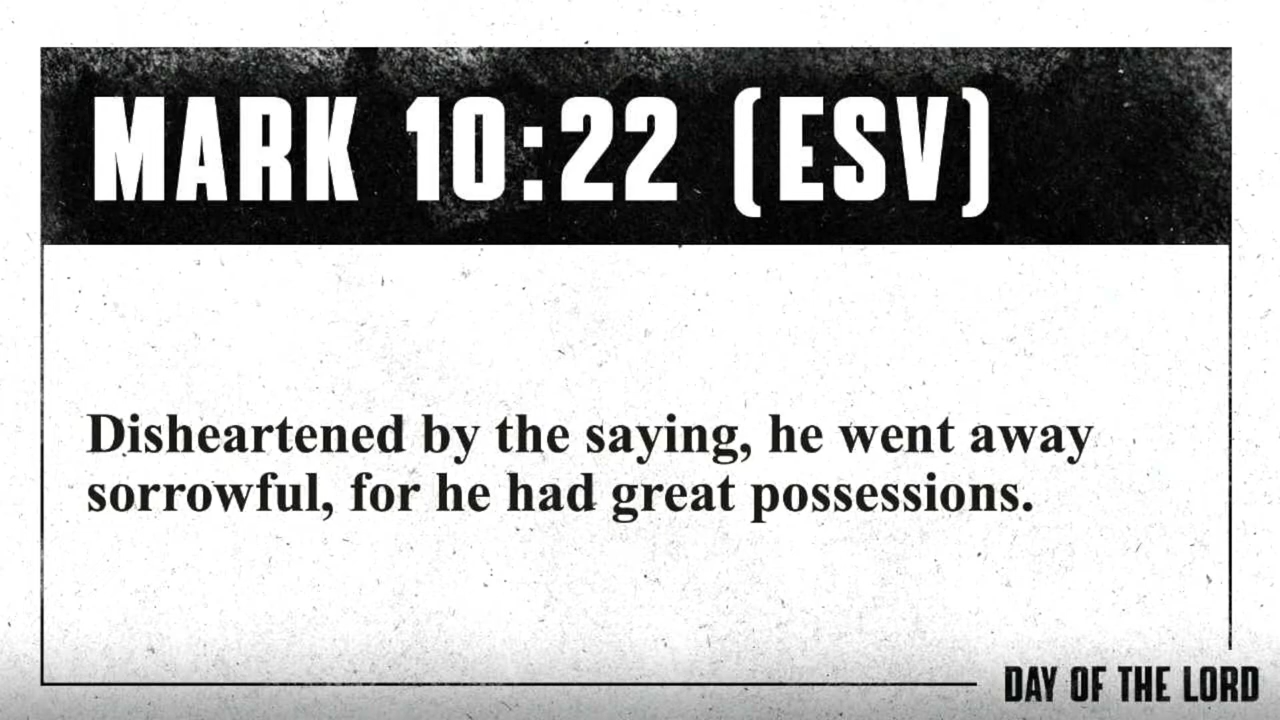 MARK 10:22 (ESV)
Disheartened by the saying, he went away
sorrowful, for he had great possessions.
DAY OF THE LORD